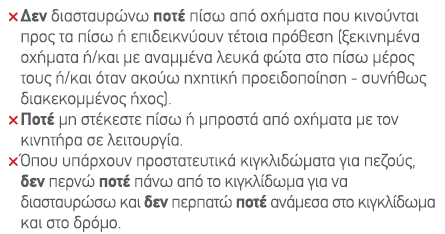 × Δεν διασταυρώνω ποτέ πίσω από οχήματα που κινούνται
προς τα πίσω ή επιδεικνύουν τέτοια πρόθεση (ξεκινημένα
οχήματα ή/και με αναμμένα λευκά φώτα στο πίσω μέρος
τους ή/και όταν ακούω ηχητική προειδοποίηση - συνήθως
διακεκομμένος ήχος).
× Ποτέ μη στέκεστε πίσω ή μπροστά από οχήματα με τον
κινητήρα σε λειτουργία.
× Όπου υπάρχουν προστατευτικά κιγκλιδώματα για πεζούς,
δεν περνώ ποτέ πάνω από το κιγκλίδωμα για να
διασταυρώσω και δεν περπατώ ποτέ ανάμεσα στο κιγκλίδωμα
και στο δρόμο.